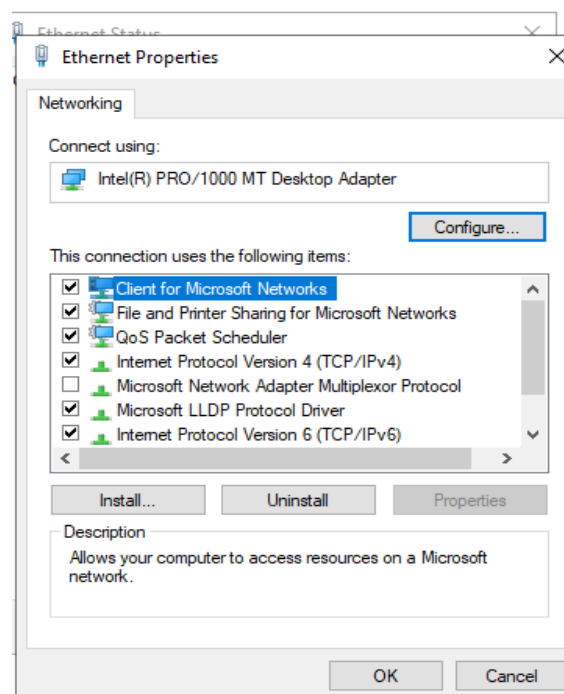 Ethernet Status
Ethernet Properties
Networking
Connect using:
Intel(R) PRO/1000 MT Desktop Adapter
Configure...
This connection uses the following items:
Client for Microsoft Networks
File and Printer Sharing for Microsoft Networks
QoS Packet Scheduler
Internet Protocol Version 4 (TCP/IPv4)
Microsoft Network Adapter Multiplexor Protocol
Microsoft LLDP Protocol Driver
Internet Protocol Version 6 (TCP/IPv6)
Install... Uninstall Properties
Description
Allows your computer to access resources on a Microsoft
network.
OK Cancel